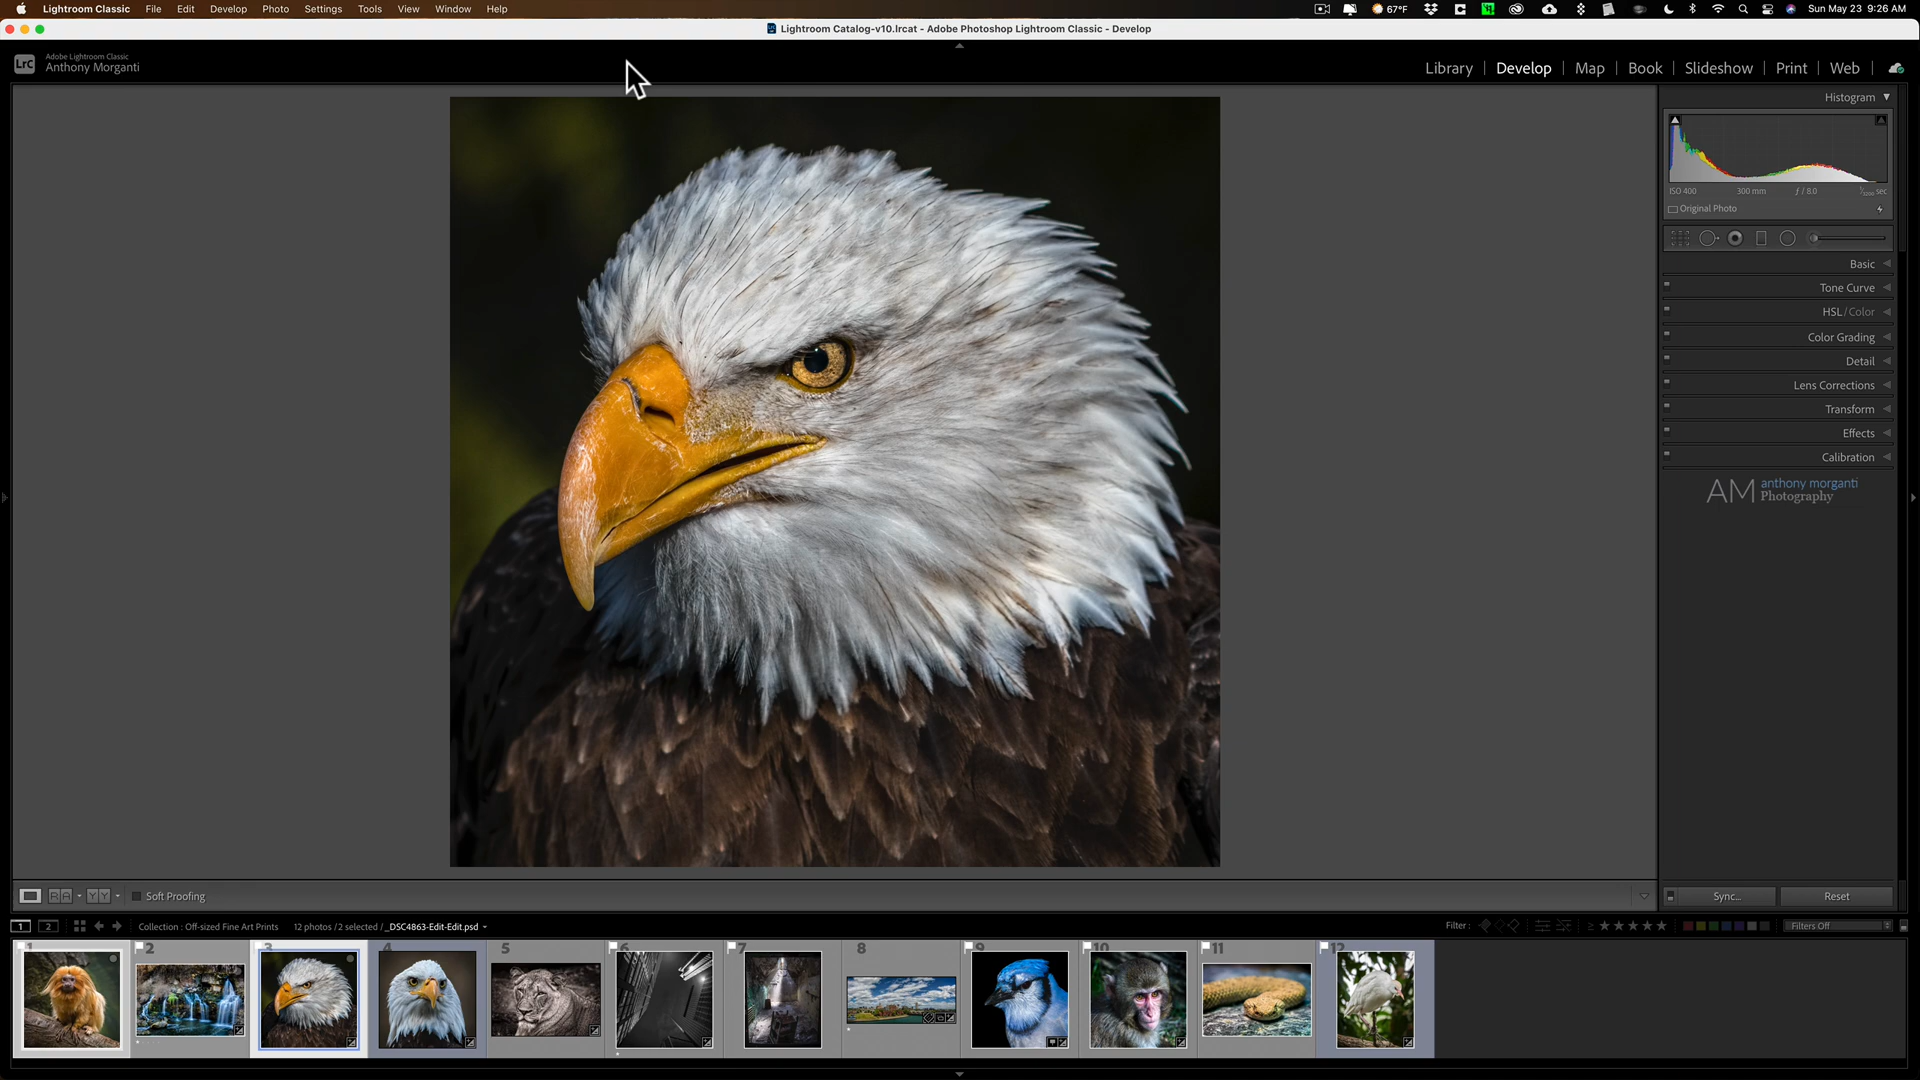 Lightroom Classic File Edit Develop Photo Settings Tools View Window Help 67°F Sun May 23 9:26 AM
Lightroom Catalog-v10.lrcat - Adobe Photoshop Lightroom Classic - Develop
LrC Adobe Lightroom Classic
Anthony Morganti
Library Develop Map Book Slideshow Print Web
Histogram
ISO 400 300 mm ƒ / 8.0 1/3200 sec
Original Photo
Basic
Tone Curve
HSL / Color
Color Grading
Detail
Lens Corrections
Transform
Effects
Calibration
AM anthony morganti
Photography
R A Y Y Soft Proofing Sync... Reset
1 2 Collection : Off-sized Fine Art Prints 12 photos / 2 selected / _DSC4863-Edit-Edit.psd Filter : ≥ ★★★★★ Filters Off
1 2 3 4 5 6 7 8 9 10 11 12